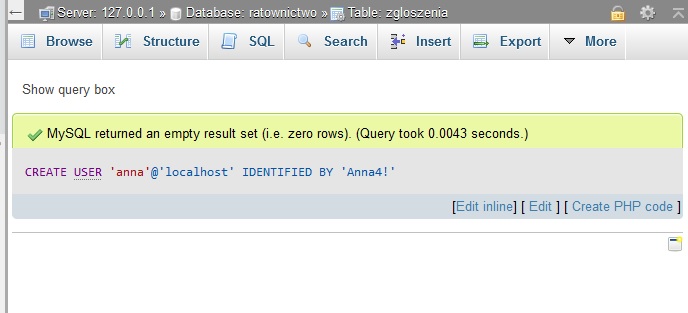 Server: 127.0.0.1 » Database: ratownictwo » Table: zgloszenia
Browse Structure SQL Search Insert Export More
Show query box
MySQL returned an empty result set (i.e. zero rows). (Query took 0.0043 seconds.)
CREATE USER 'anna'@'localhost' IDENTIFIED BY 'Anna4!'
[Edit inline] [ Edit ] [ Create PHP code ]